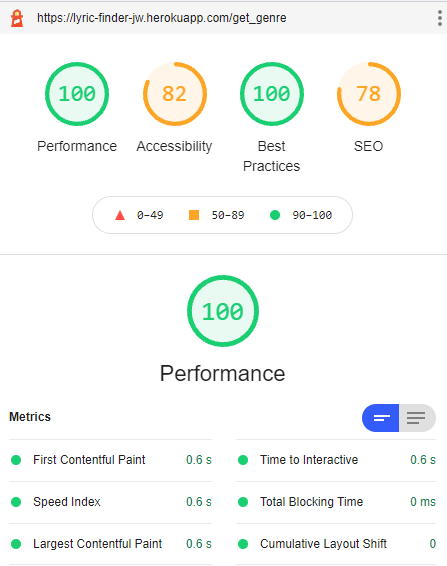 https://lyric-finder-jw.herokuapp.com/get_genre
100 82 100 78
Performance Accessibility Best Practices SEO
0–49 50–89 90–100
100
Performance
Metrics
First Contentful Paint 0.6 s
Time to Interactive 0.6 s
Speed Index 0.6 s
Total Blocking Time 0 ms
Largest Contentful Paint 0.6 s
Cumulative Layout Shift 0